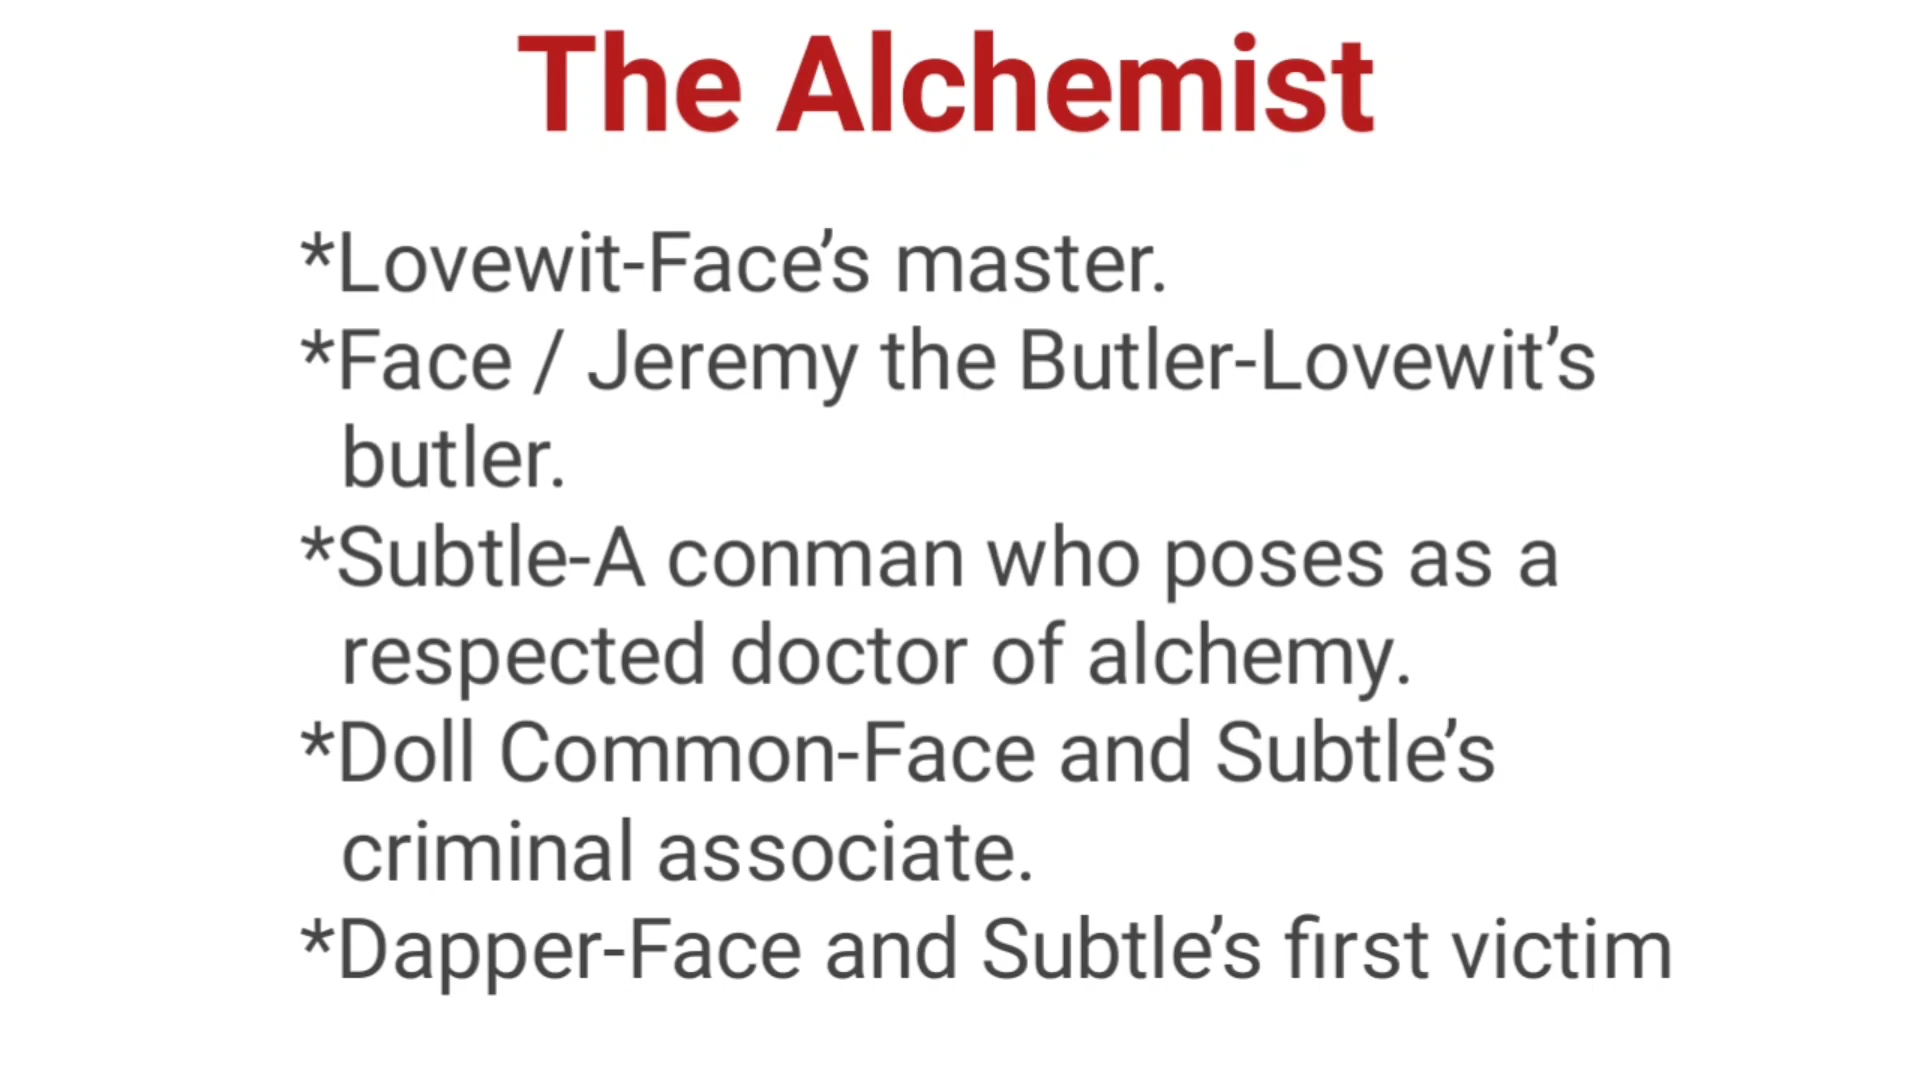 The Alchemist
*Lovewit-Face’s master.
*Face / Jeremy the Butler-Lovewit’s
butler.
*Subtle-A conman who poses as a
respected doctor of alchemy.
*Doll Common-Face and Subtle’s
criminal associate.
*Dapper-Face and Subtle’s first victim